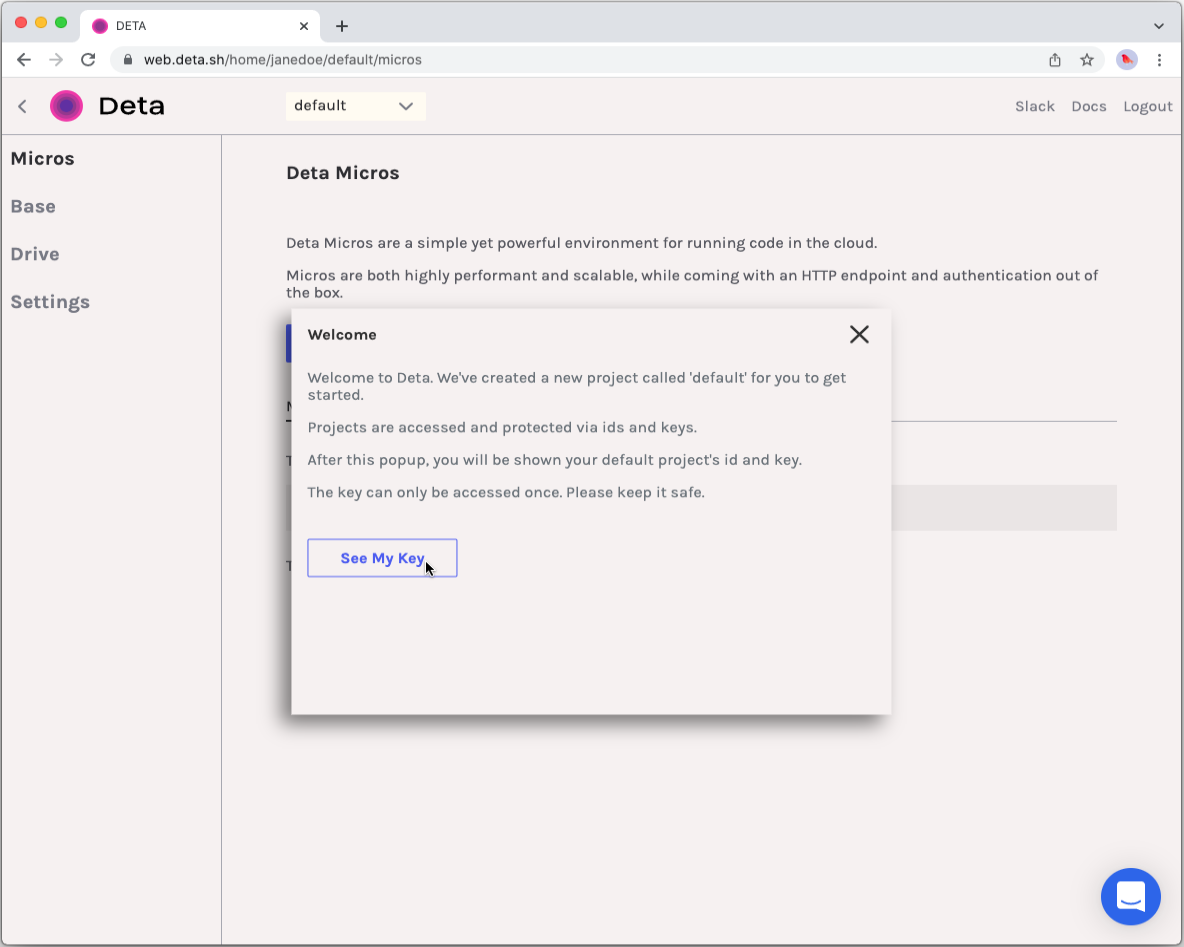 DETA
web.deta.sh/home/janedoe/default/micros
Deta
default
Slack
Docs
Logout
Micros
Base
Drive
Settings
Deta Micros
Deta Micros are a simple yet powerful environment for running code in the cloud.
Micros are both highly performant and scalable, while coming with an HTTP endpoint and authentication out of
the box.
Welcome
Welcome to Deta. We've created a new project called 'default' for you to get
started.
Projects are accessed and protected via ids and keys.
After this popup, you will be shown your default project's id and key.
The key can only be accessed once. Please keep it safe.
See My Key